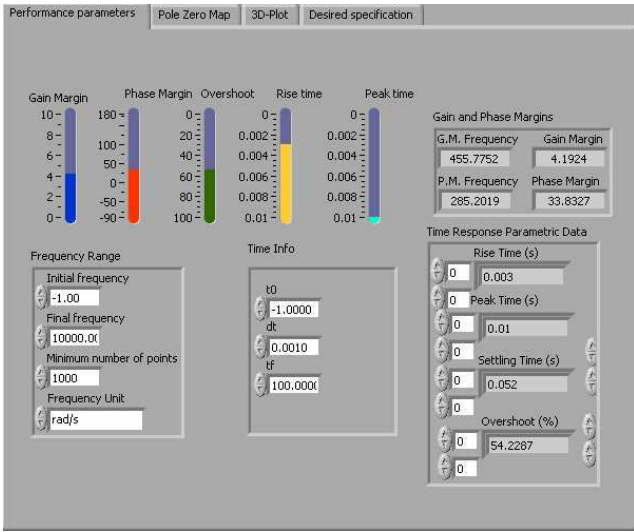 Performance parameters Pole Zero Map 3D-Plot Desired specification
Gain Margin Phase Margin Overshoot Rise time Peak time
10 180 0 0 0
8 20 0.002 0.002
100
6 40 0.004 0.004
50
4 0 60 0.006 0.006
2 -50 80 0.008 0.008
0 -90 100 0.01 0.01
Gain and Phase Margins
G.M. Frequency Gain Margin
455.7752 4.1924
P.M. Frequency Phase Margin
285.2019 33.8327
Frequency Range
Initial frequency
-1.00
Final frequency
10000.0(
Minimum number of points
1000
Frequency Unit
rad/s
Time Info
t0
-1.0000
dt
0.0010
tf
100.000(
Time Response Parametric Data
Rise Time (s)
0 0.003
0 Peak Time (s)
0 0.01
0
Settling Time (s)
0 0.052
0
Overshoot (%)
0 54.2287
0